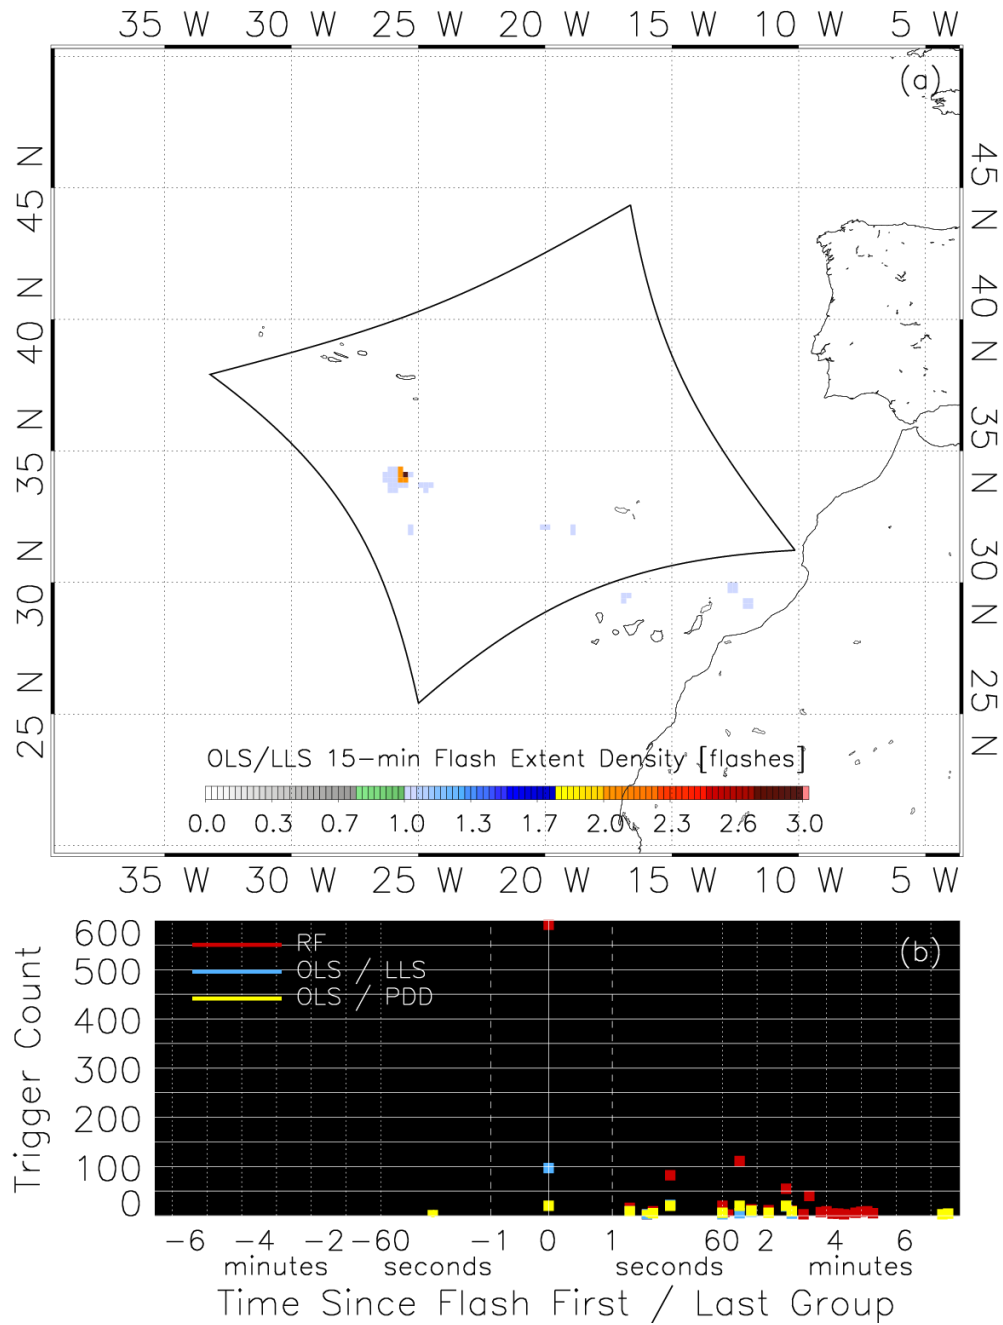 35 W 30 W 25 W 20 W 15 W 10 W 5 W
(a)
45 N 45 N
40 N 40 N
35 N 35 N
30 N 30 N
25 N 25 N
OLS/LLS 15-min Flash Extent Density [flashes]
0.0 0.3 0.7 1.0 1.3 1.7 2.0 2.3 2.6 3.0
35 W 30 W 25 W 20 W 15 W 10 W 5 W
Trigger Count
600
500
400
300
200
100
0
RF
OLS / LLS
OLS / PDD
(b)
-6 -4 -2 -60 -1 0 1 60 2 4 6
minutes seconds seconds minutes
Time Since Flash First / Last Group